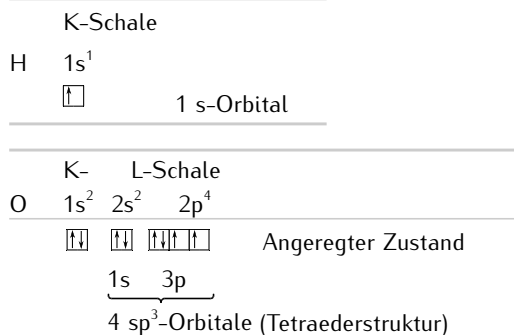 K-Schale
H 1s¹
↑ 1 s-Orbital
K- L-Schale
O 1s² 2s² 2p⁴
↑↓ ↑↓ ↑↓ ↑ ↑ Angeregter Zustand
1s 3p
4 sp³-Orbitale (Tetraederstruktur)